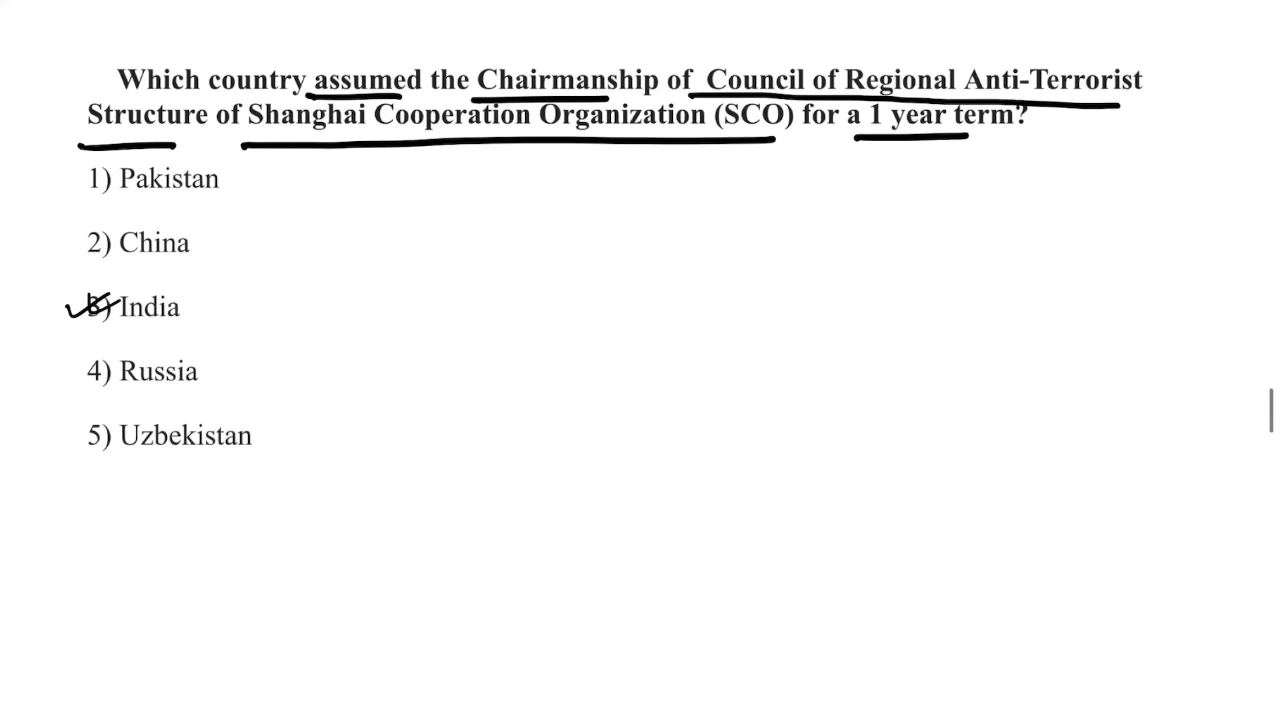 Which country assumed the Chairmanship of Council of Regional Anti-Terrorist
Structure of Shanghai Cooperation Organization (SCO) for a 1 year term?
1) Pakistan
2) China
3) India
4) Russia
5) Uzbekistan